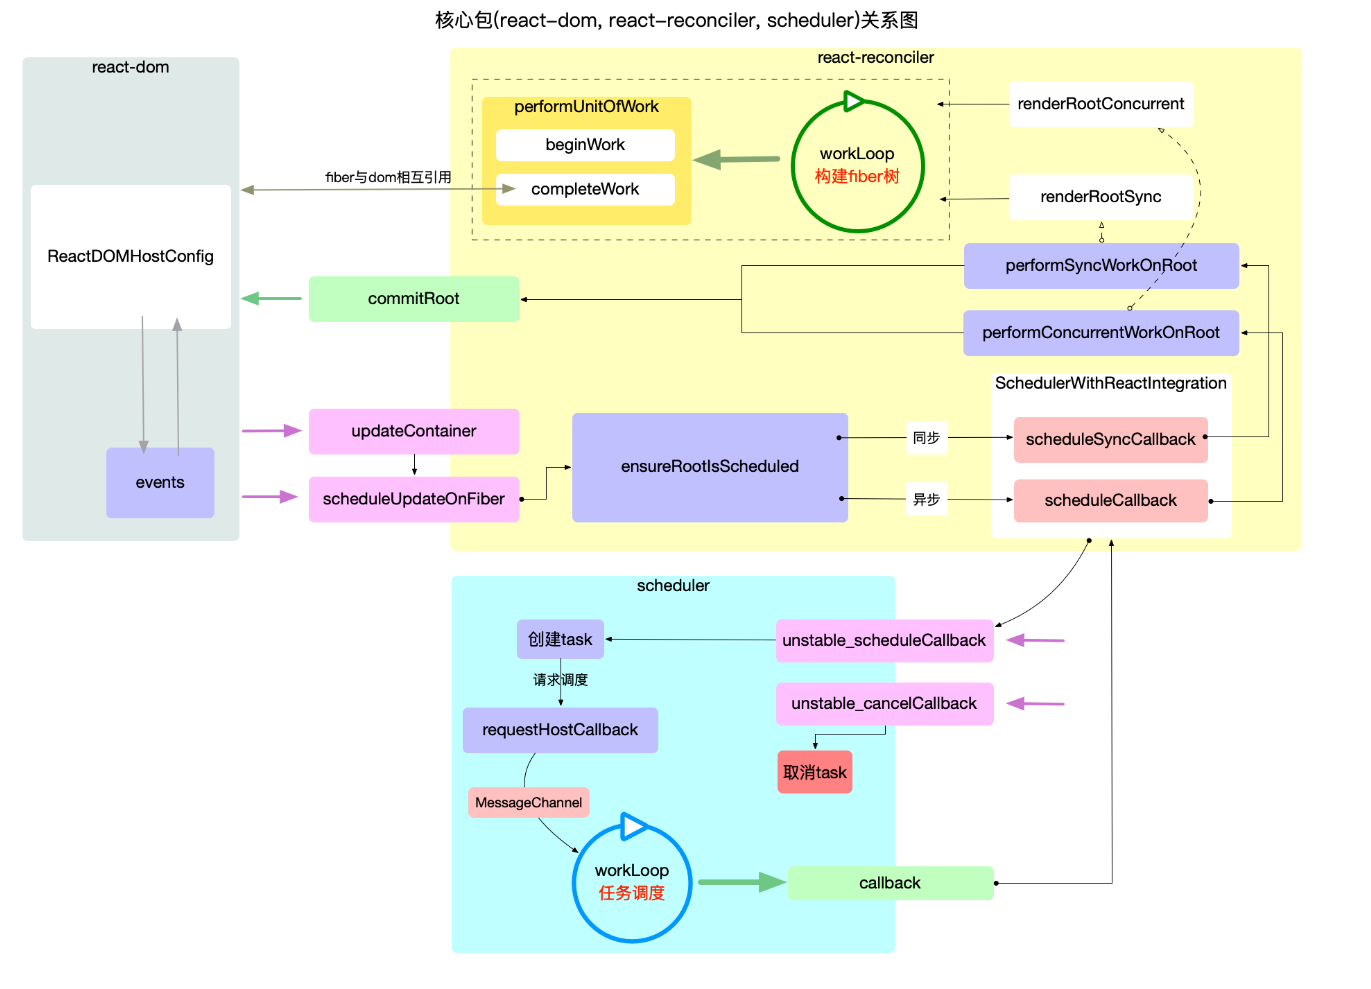 核心包(react-dom, react-reconciler, scheduler)关系图
react-dom
react-reconciler
performUnitOfWork
beginWork
completeWork
workLoop
构建fiber树
renderRootConcurrent
renderRootSync
fiber与dom相互引用
ReactDOMHostConfig
commitRoot
performSyncWorkOnRoot
performConcurrentWorkOnRoot
SchedulerWithReactIntegration
updateContainer
ensureRootIsScheduled
同步
scheduleSyncCallback
events
scheduleUpdateOnFiber
异步
scheduleCallback
scheduler
创建task
unstable_scheduleCallback
请求调度
requestHostCallback
unstable_cancelCallback
取消task
MessageChannel
workLoop
任务调度
callback